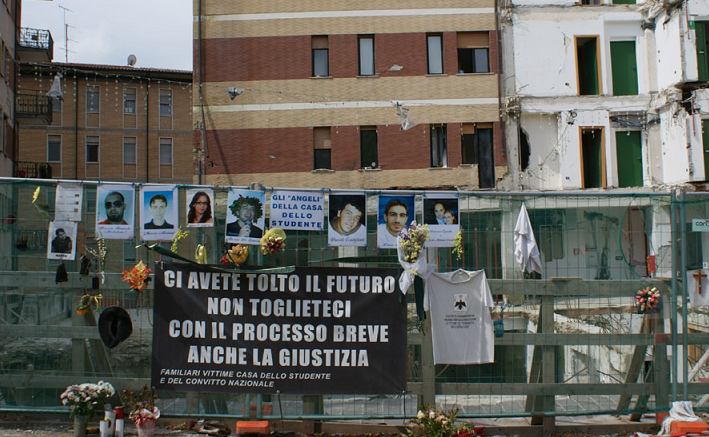 GLI "ANGELI"
DELLA CASA
DELLO
STUDENTE
CI AVETE TOLTO IL FUTURO
NON TOGLIETECI
CON IL PROCESSO BREVE
ANCHE LA GIUSTIZIA
FAMILIARI VITTIME CASA DELLO STUDENTE
E DEL CONVITTO NAZIONALE